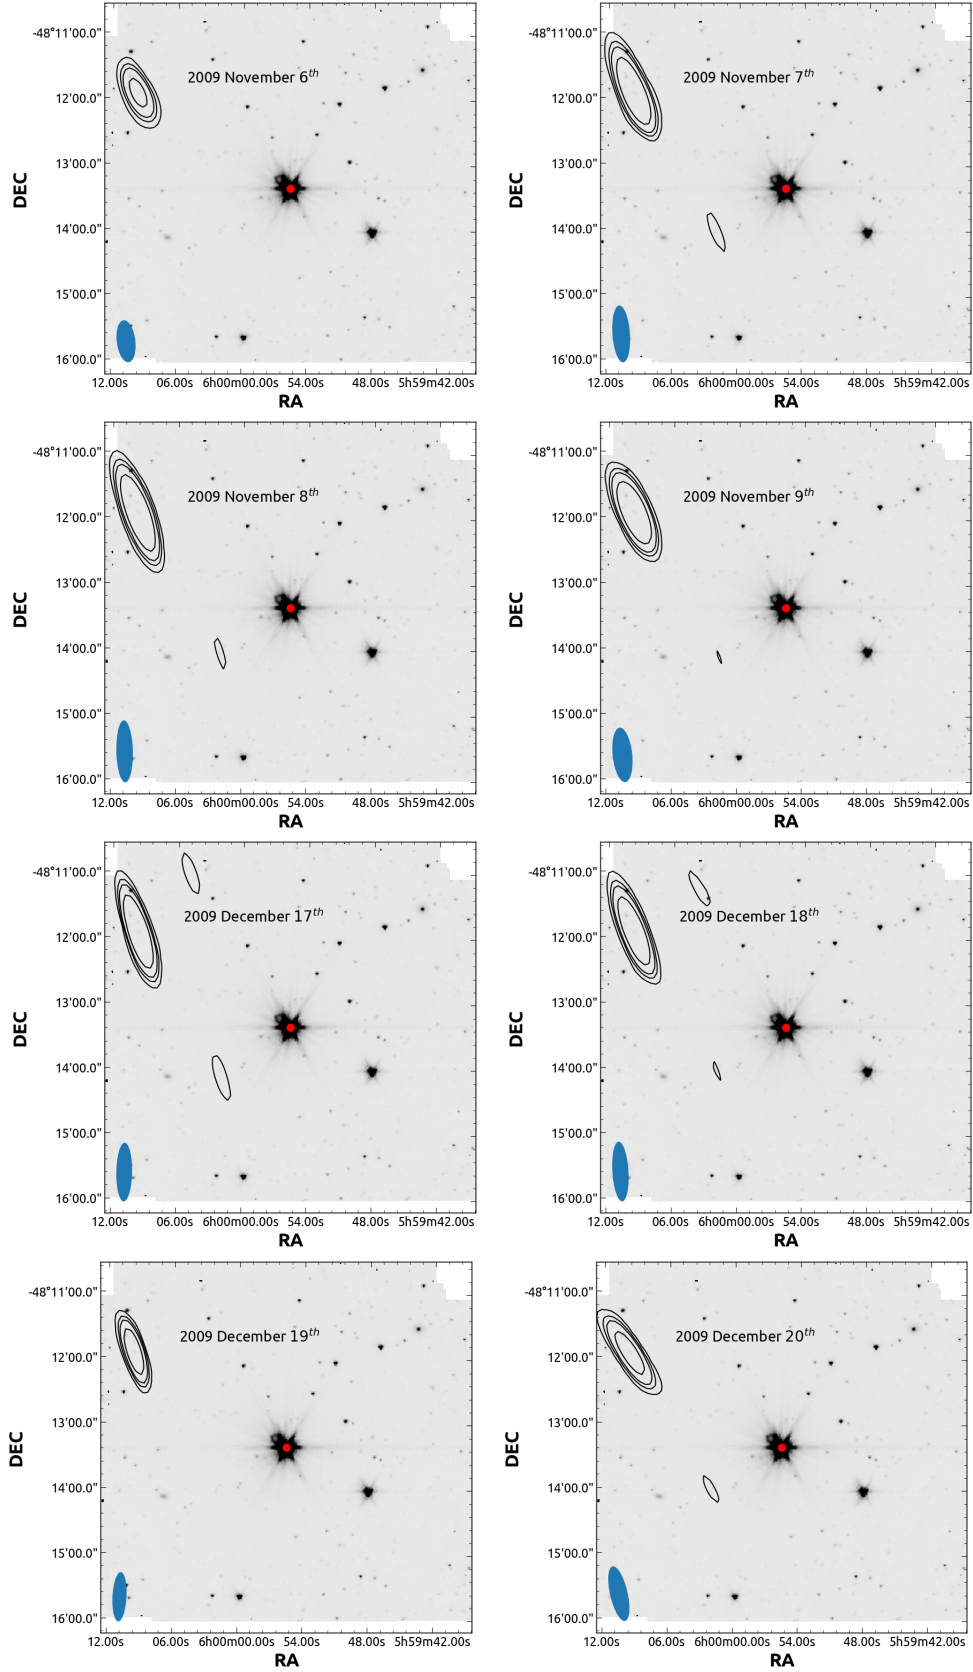 2009 November 6th
-48°11'00.0"
12'00.0"
13'00.0"
14'00.0"
15'00.0"
16'00.0"
DEC
12.00s 06.00s 6h00m00.00s 54.00s 48.00s 5h59m42.00s
RA
2009 November 7th
-48°11'00.0"
12'00.0"
13'00.0"
14'00.0"
15'00.0"
16'00.0"
DEC
12.00s 06.00s 6h00m00.00s 54.00s 48.00s 5h59m42.00s
RA
2009 November 8th
-48°11'00.0"
12'00.0"
13'00.0"
14'00.0"
15'00.0"
16'00.0"
DEC
12.00s 06.00s 6h00m00.00s 54.00s 48.00s 5h59m42.00s
RA
2009 November 9th
-48°11'00.0"
12'00.0"
13'00.0"
14'00.0"
15'00.0"
16'00.0"
DEC
12.00s 06.00s 6h00m00.00s 54.00s 48.00s 5h59m42.00s
RA
2009 December 17th
-48°11'00.0"
12'00.0"
13'00.0"
14'00.0"
15'00.0"
16'00.0"
DEC
12.00s 06.00s 6h00m00.00s 54.00s 48.00s 5h59m42.00s
RA
2009 December 18th
-48°11'00.0"
12'00.0"
13'00.0"
14'00.0"
15'00.0"
16'00.0"
DEC
12.00s 06.00s 6h00m00.00s 54.00s 48.00s 5h59m42.00s
RA
2009 December 19th
-48°11'00.0"
12'00.0"
13'00.0"
14'00.0"
15'00.0"
16'00.0"
DEC
12.00s 06.00s 6h00m00.00s 54.00s 48.00s 5h59m42.00s
RA
2009 December 20th
-48°11'00.0"
12'00.0"
13'00.0"
14'00.0"
15'00.0"
16'00.0"
DEC
12.00s 06.00s 6h00m00.00s 54.00s 48.00s 5h59m42.00s
RA